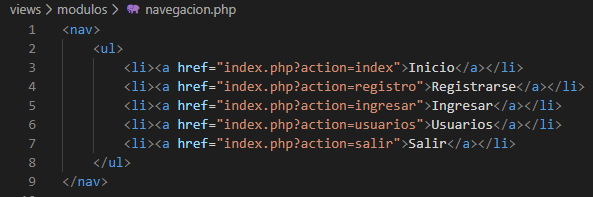 views > modulos > navegacion.php
1 <nav>
2 <ul>
3 <li><a href="index.php?action=index">Inicio</a></li>
4 <li><a href="index.php?action=registro">Registrarse</a></li>
5 <li><a href="index.php?action=ingresar">Ingresar</a></li>
6 <li><a href="index.php?action=usuarios">Usuarios</a></li>
7 <li><a href="index.php?action=salir">Salir</a></li>
8 </ul>
9 </nav>